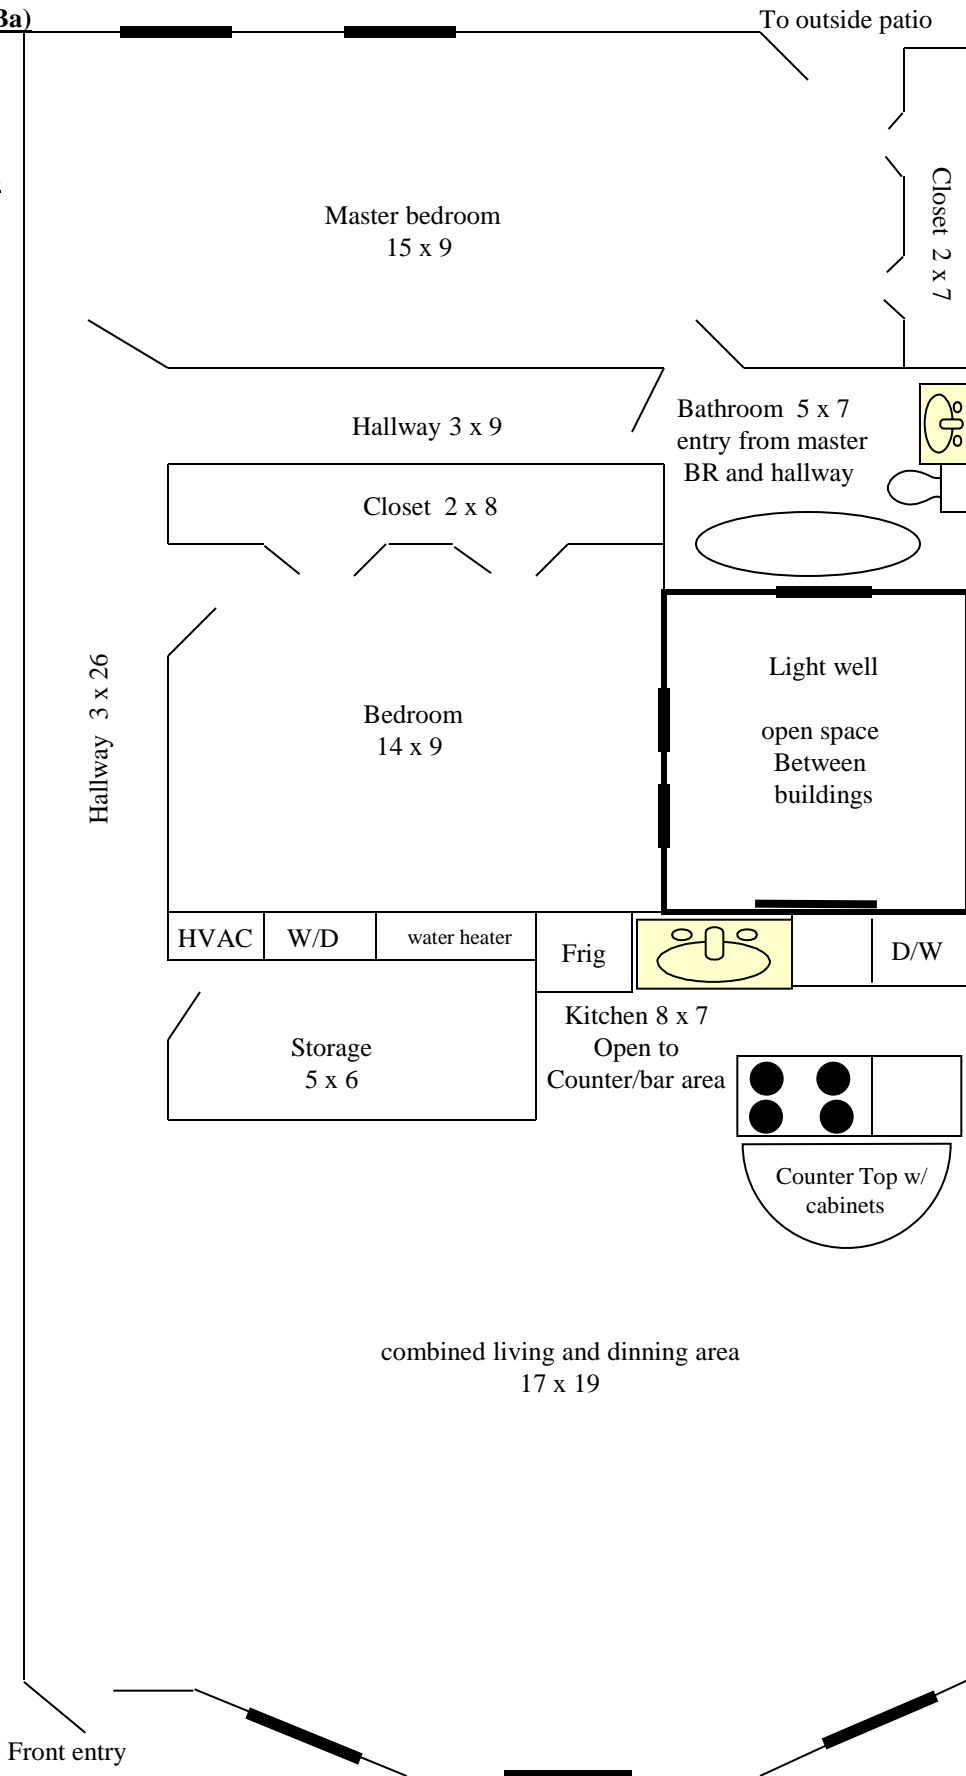 Ba)
To outside patio
Closet 2 x 7
Master bedroom
15 x 9
Hallway 3 x 9
Bathroom 5 x 7
entry from master
BR and hallway
Closet 2 x 8
Hallway 3 x 26
Bedroom
14 x 9
Light well
open space
Between
buildings
HVAC
W/D
water heater
Frig
D/W
Kitchen 8 x 7
Open to
Counter/bar area
Storage
5 x 6
Counter Top w/
cabinets
combined living and dinning area
17 x 19
Front entry